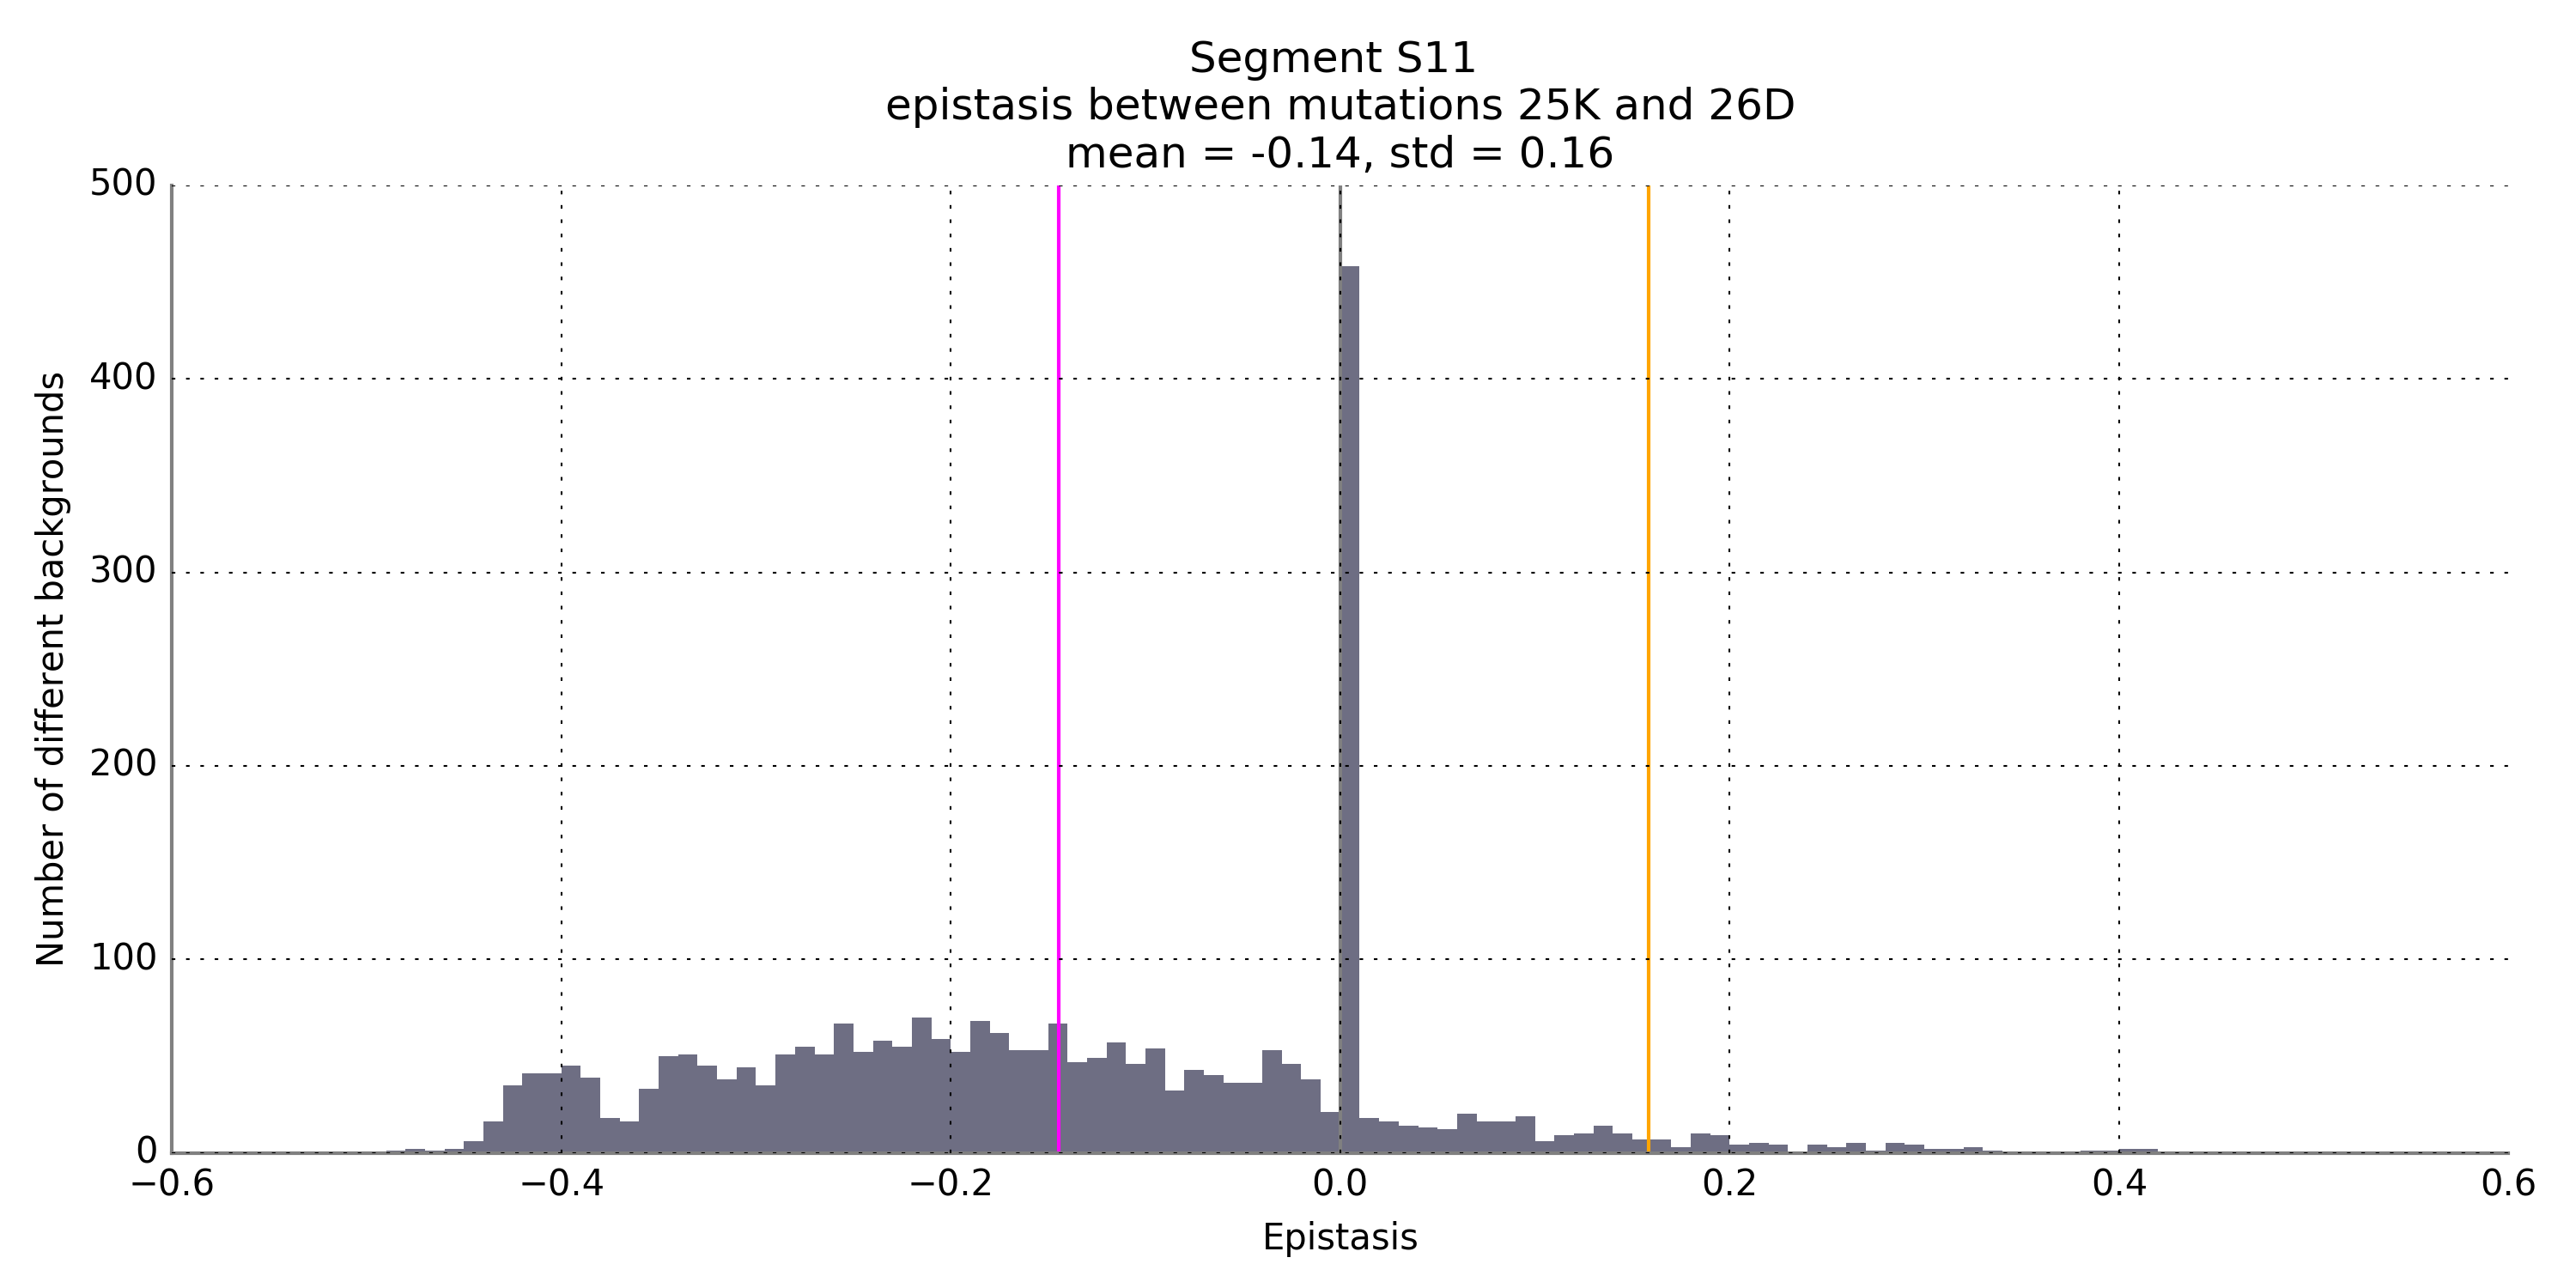 Segment S11
epistasis between mutations 25K and 26D
mean = -0.14, std = 0.16
500
400
300
200
100
0
Number of different backgrounds
−0.6 −0.4 −0.2 0.0 0.2 0.4 0.6
Epistasis